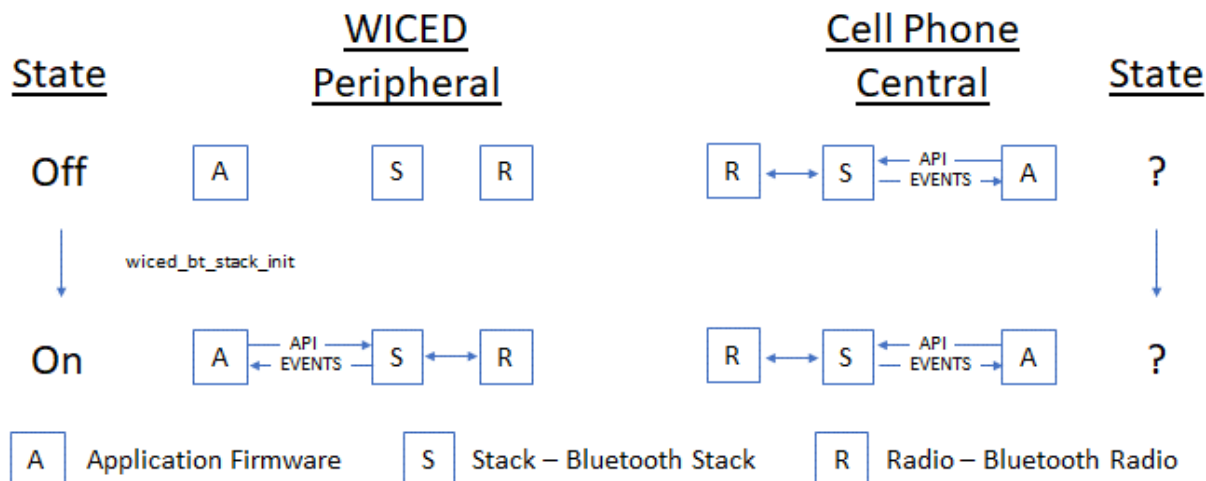 WICED Cell Phone
State Peripheral Central State
Off A S R R S API EVENTS A ?
wiced_bt_stack_init
On A API EVENTS S R R S API EVENTS A ?
A Application Firmware S Stack – Bluetooth Stack R Radio – Bluetooth Radio